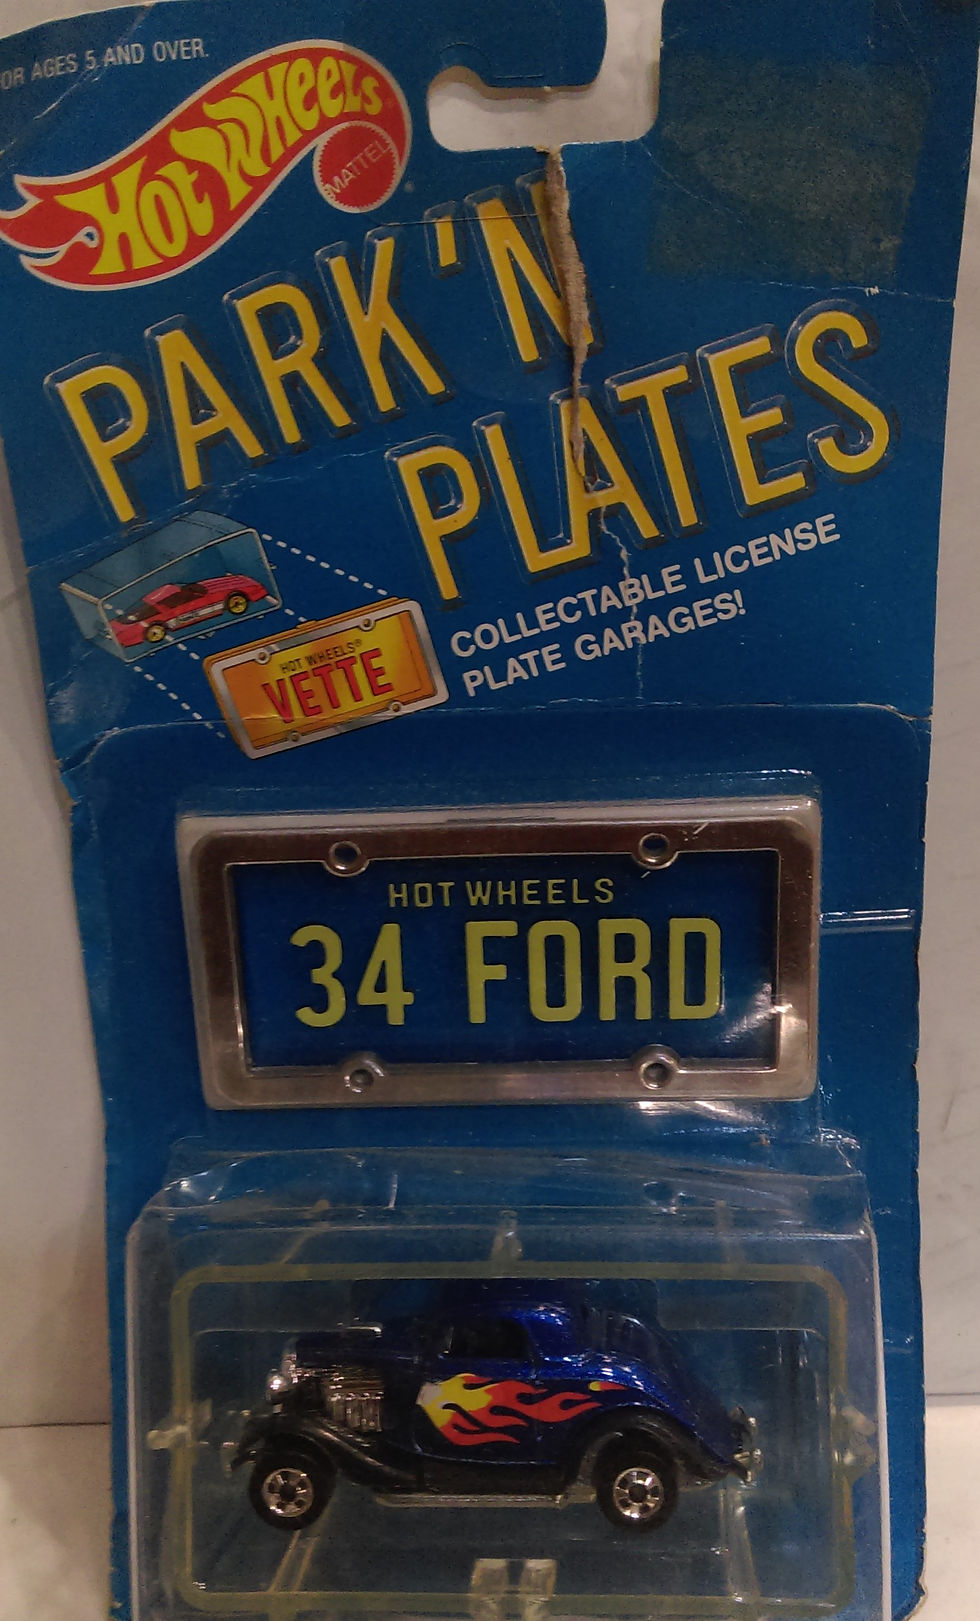 OR AGES 5 AND OVER.
HOT WHEELS
MATTEL
PARK'N
PLATES™
COLLECTABLE LICENSE
PLATE GARAGES!
HOT WHEELS®
VETTE
HOT WHEELS
34 FORD